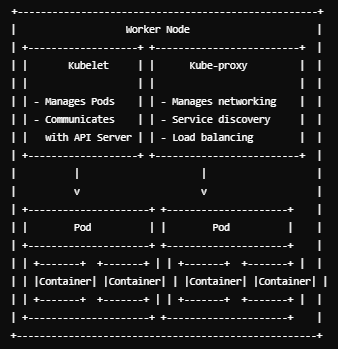 Worker Node
Kubelet Kube-proxy
- Manages Pods - Manages networking
- Communicates - Service discovery
with API Server - Load balancing
v v
Pod Pod
Container Container Container Container